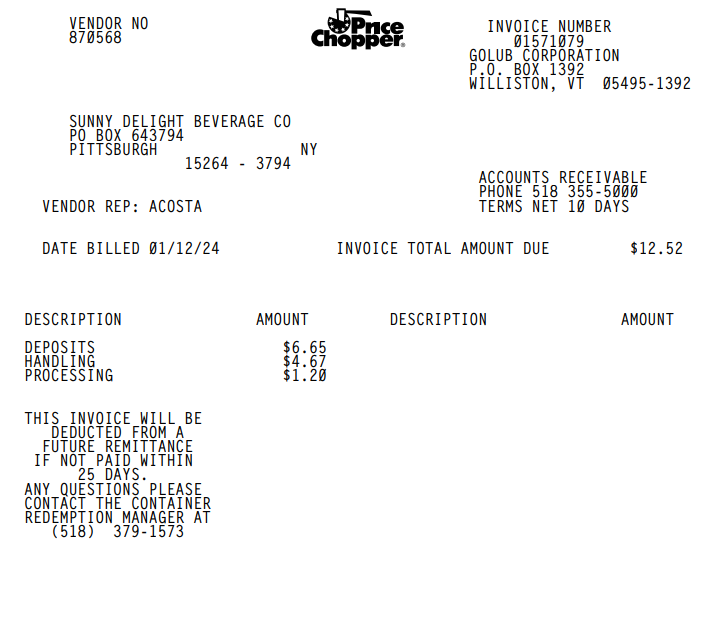 VENDOR NO
870568
Price
Chopper®
INVOICE NUMBER
01571079
GOLUB CORPORATION
P.O. BOX 1392
WILLISTON, VT 05495-1392
SUNNY DELIGHT BEVERAGE CO
PO BOX 643794
PITTSBURGH NY
15264 - 3794
ACCOUNTS RECEIVABLE
PHONE 518 355-5000
VENDOR REP: ACOSTA TERMS NET 10 DAYS
DATE BILLED 01/12/24 INVOICE TOTAL AMOUNT DUE $12.52
DESCRIPTION AMOUNT DESCRIPTION AMOUNT
DEPOSITS $6.65
HANDLING $4.67
PROCESSING $1.20
THIS INVOICE WILL BE
DEDUCTED FROM A
FUTURE REMITTANCE
IF NOT PAID WITHIN
25 DAYS.
ANY QUESTIONS PLEASE
CONTACT THE CONTAINER
REDEMPTION MANAGER AT
(518) 379-1573